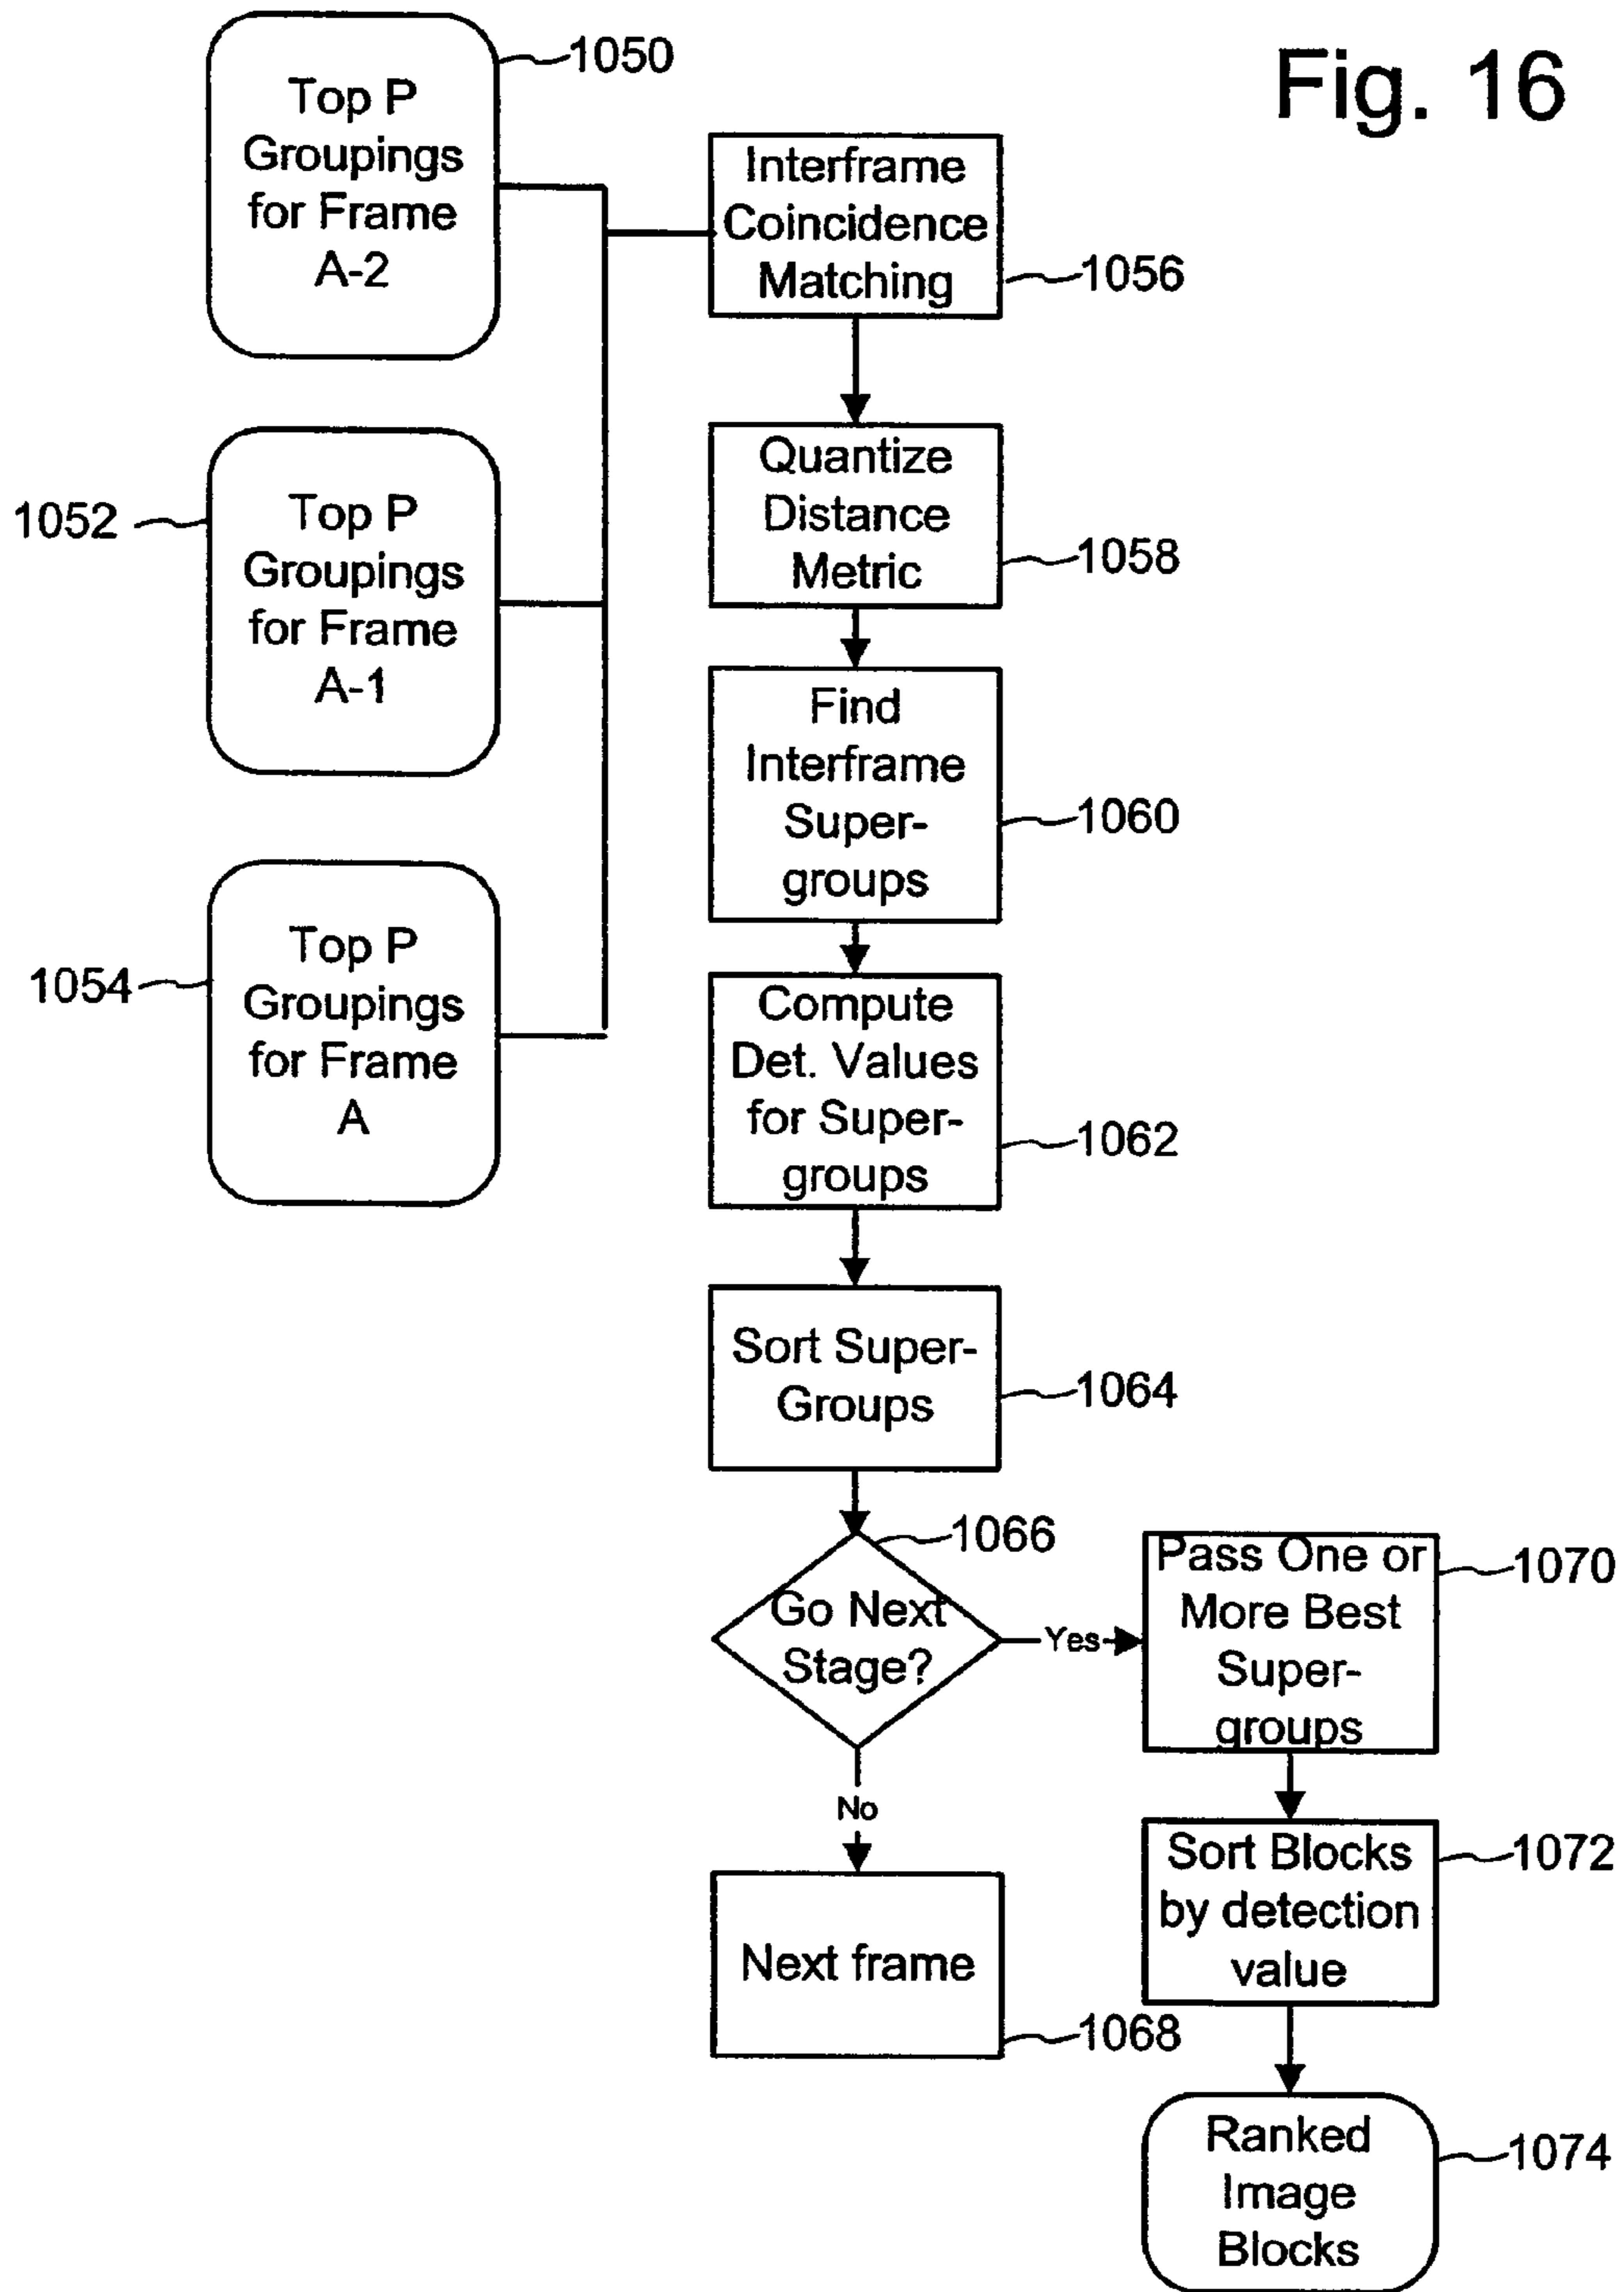 Fig. 16
1050
Top P
Groupings
for Frame
A-2
1052
Top P
Groupings
for Frame
A-1
1054
Top P
Groupings
for Frame
A
Interframe
Coincidence
Matching
1056
Quantize
Distance
Metric
1058
Find
Interframe
Super-
groups
1060
Compute
Det. Values
for Super-
groups
1062
Sort Super-
Groups
1064
1066
Go Next
Stage?
Yes
No
Next frame
1068
Pass One or
More Best
Super-
groups
1070
Sort Blocks
by detection
value
1072
Ranked
Image
Blocks
1074